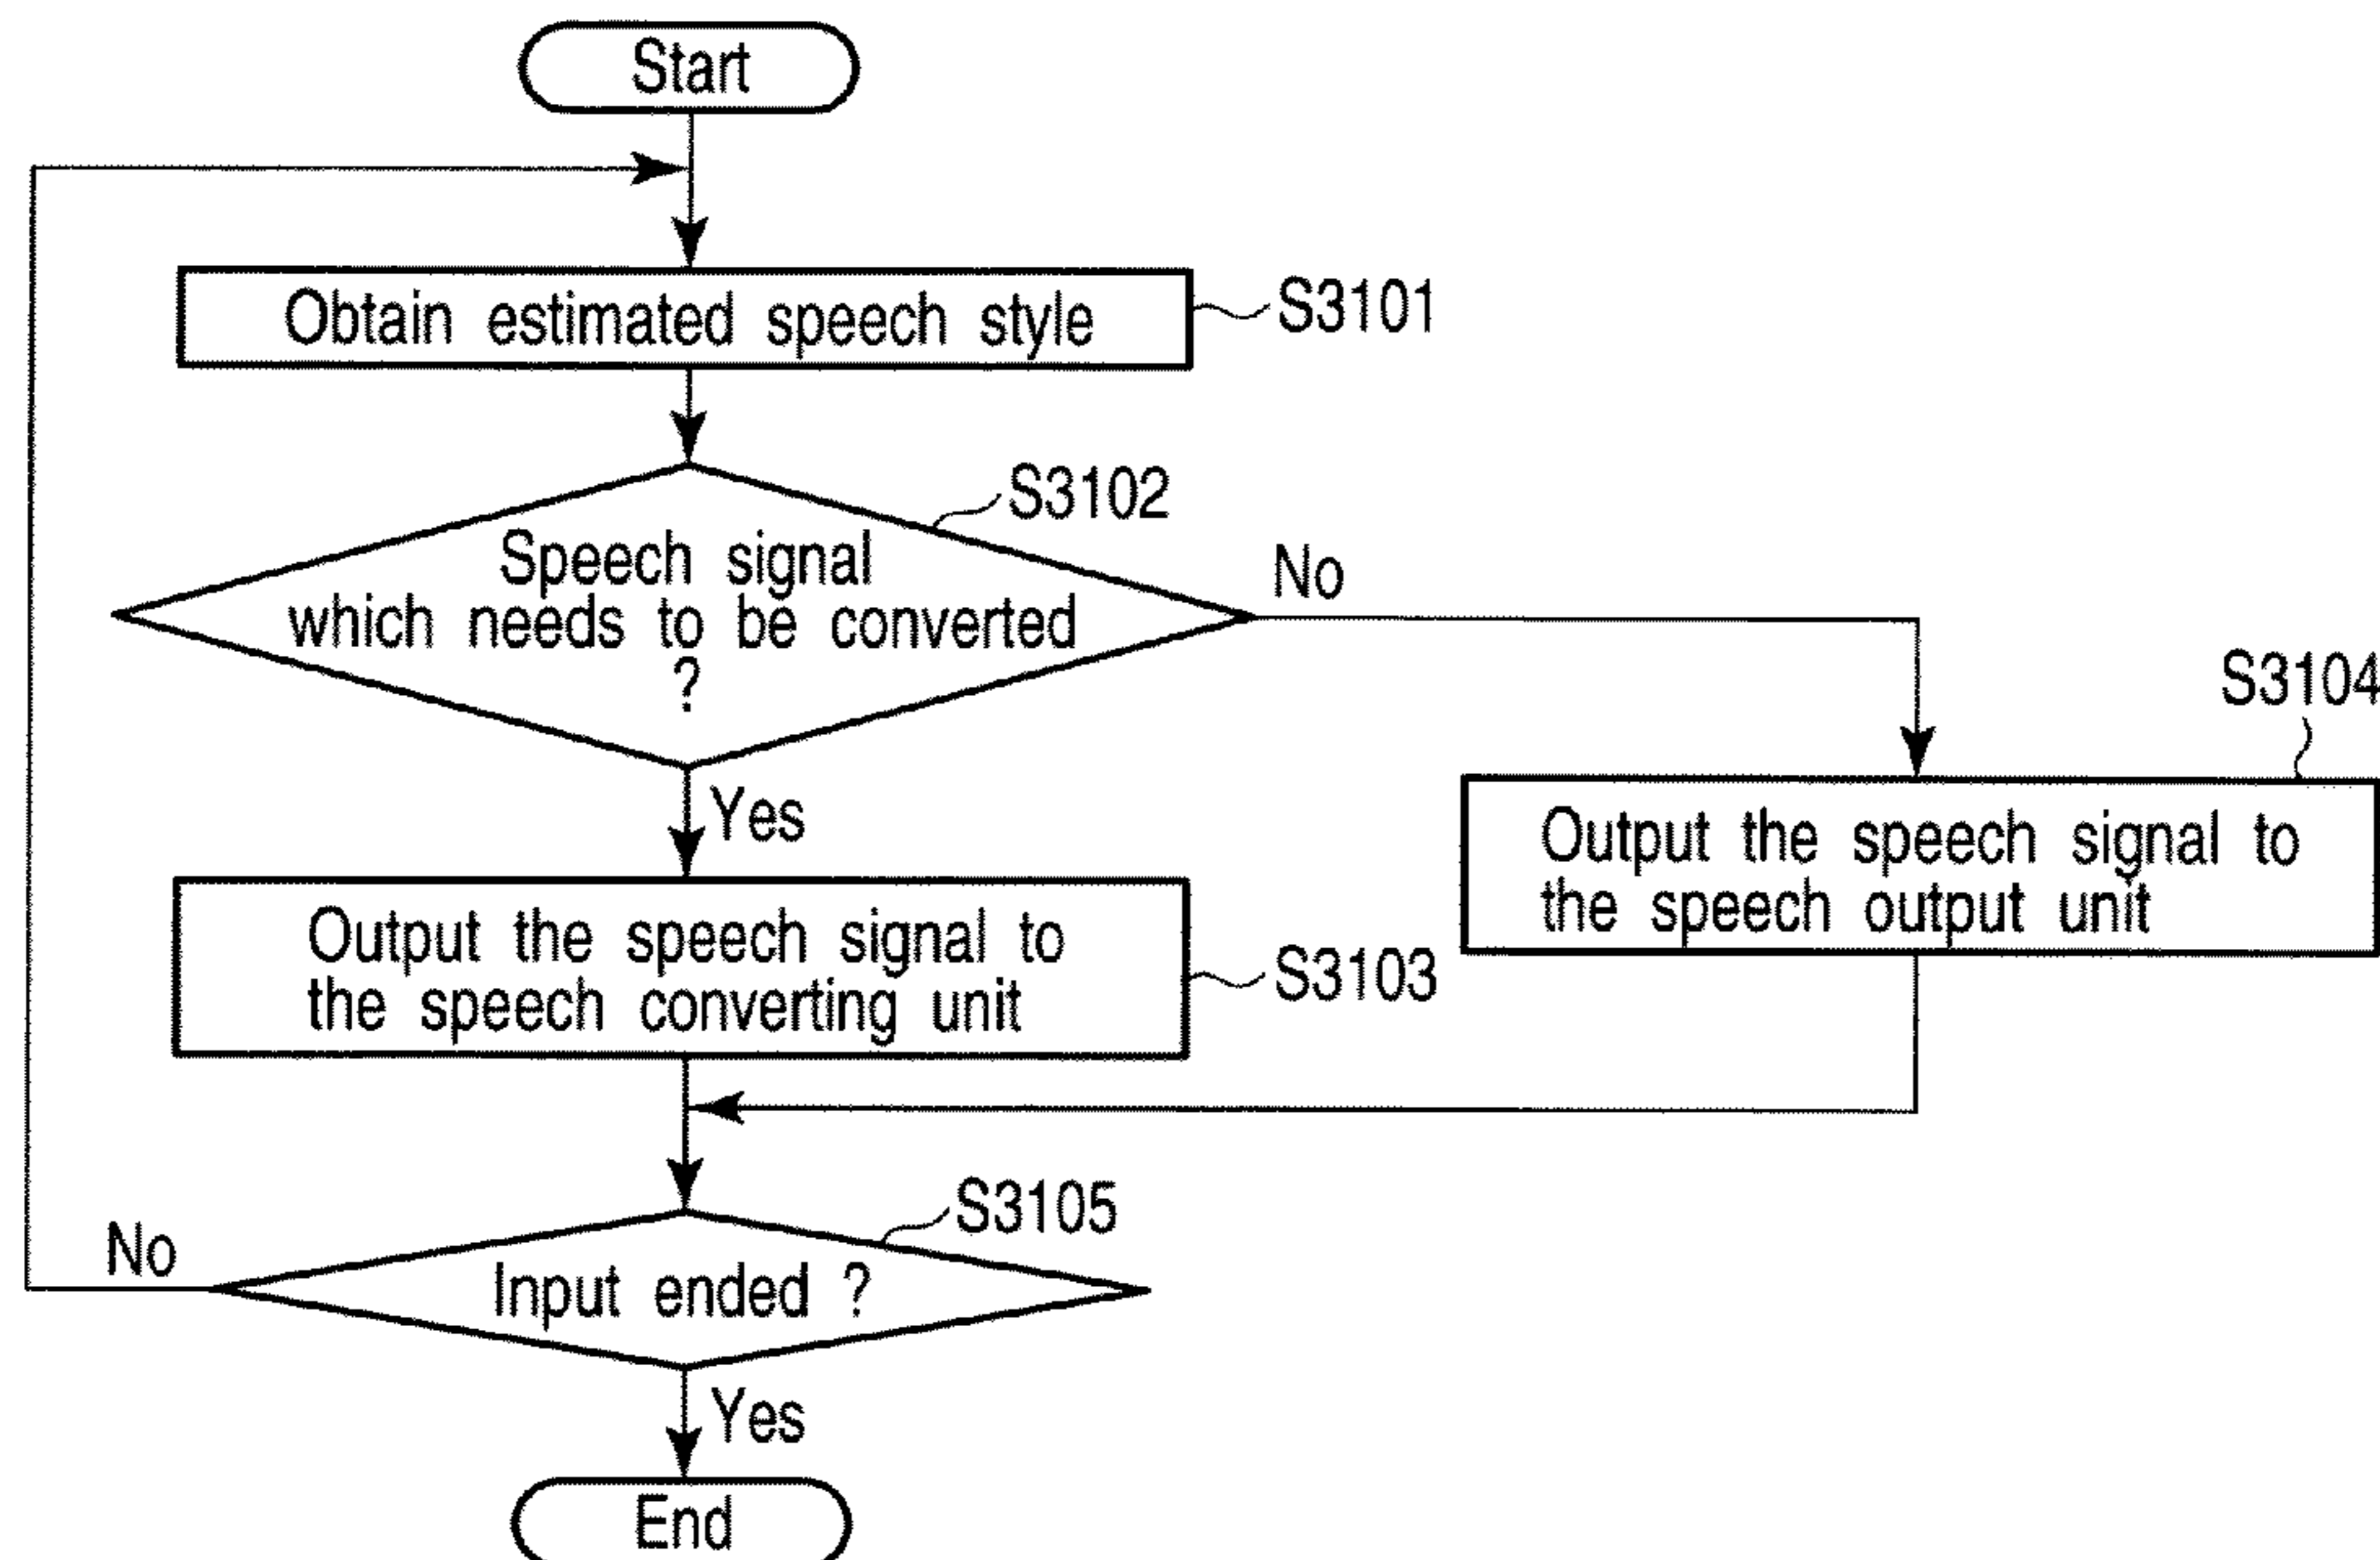 Start
Obtain estimated speech style
S3101
S3102
Speech signal
which needs to be converted
?
No
Yes
S3104
Output the speech signal to
the speech output unit
Output the speech signal to
the speech converting unit
S3103
S3105
No
Input ended ?
Yes
End